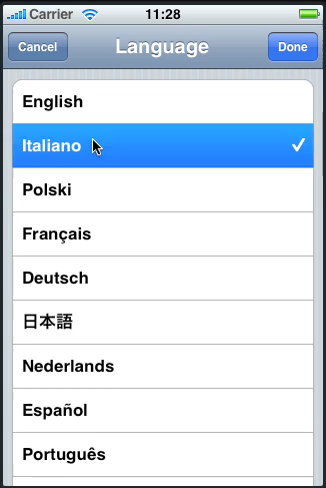 Carrier 11:28
Cancel Language Done
English
Italiano
Polski
Français
Deutsch
日本語
Nederlands
Español
Português